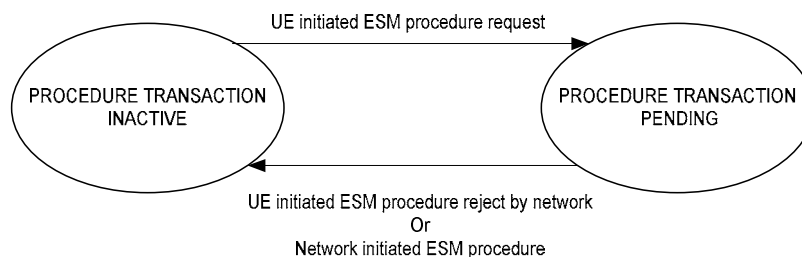 UE initiated ESM procedure request
PROCEDURE TRANSACTION
INACTIVE
PROCEDURE TRANSACTION
PENDING
UE initiated ESM procedure reject by network
Or
Network initiated ESM procedure